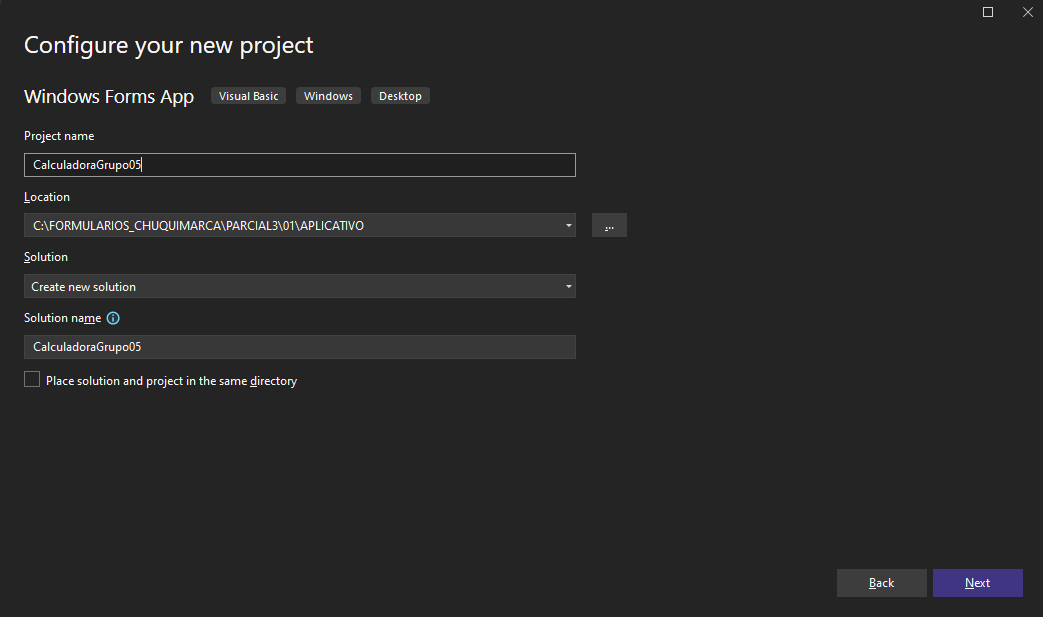 Configure your new project
Windows Forms App Visual Basic Windows Desktop
Project name
CalculadoraGrupo05
Location
C:\FORMULARIOS_CHUQUIMARCA\PARCIAL3\01\APLICATIVO ...
Solution
Create new solution
Solution name
CalculadoraGrupo05
Place solution and project in the same directory
Back Next